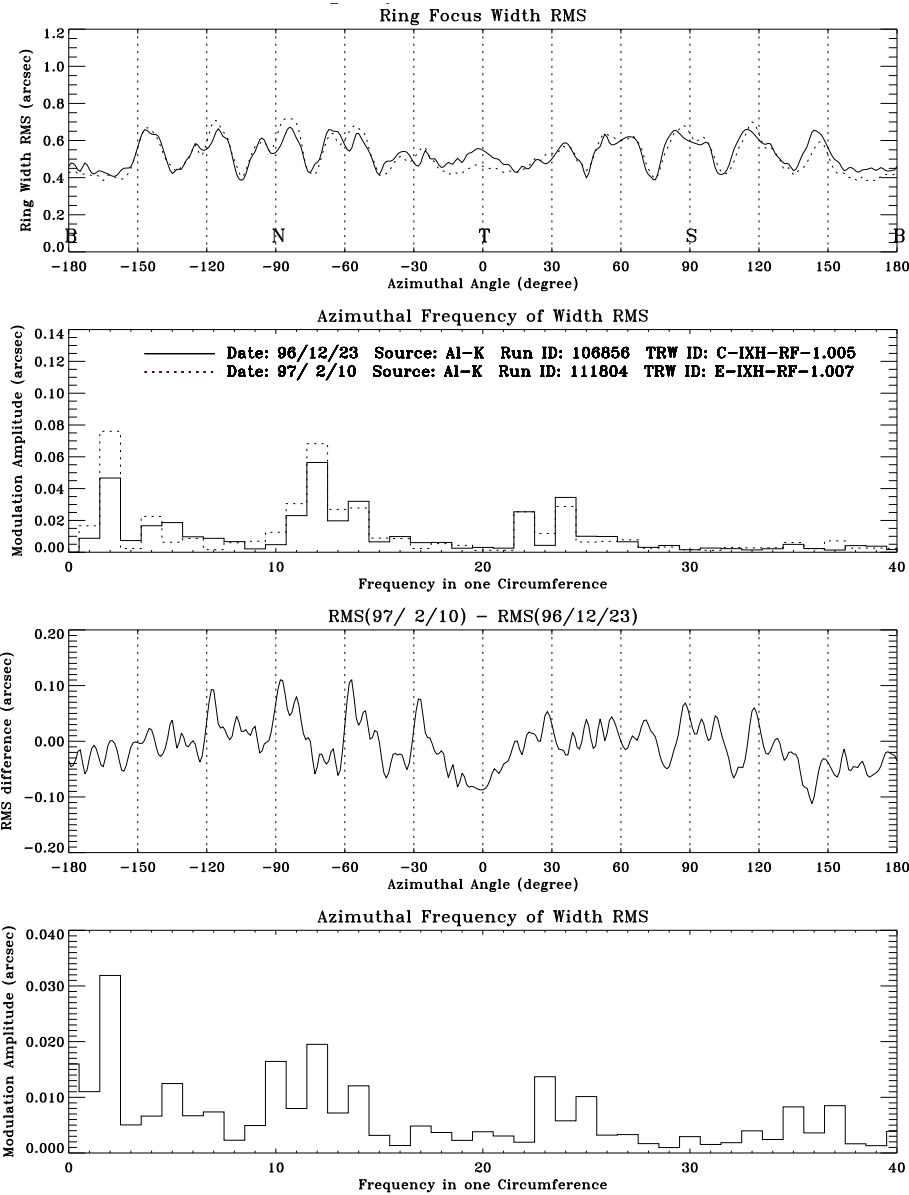 Ring Focus Width RMS
Ring Width RMS (arcsec)
1.2
1.0
0.8
0.6
0.4
0.2
0.0
B N T S B
-180 -150 -120 -90 -60 -30 0 30 60 90 120 150 180
Azimuthal Angle (degree)
Azimuthal Frequency of Width RMS
Modulation Amplitude (arcsec)
0.14
0.12
0.10
0.08
0.06
0.04
0.02
0.00
Date: 96/12/23 Source: Al-K Run ID: 106856 TRW ID: C-IXH-RF-1.005
Date: 97/ 2/10 Source: Al-K Run ID: 111804 TRW ID: E-IXH-RF-1.007
0 10 20 30 40
Frequency in one Circumference
RMS(97/ 2/10) - RMS(96/12/23)
RMS difference (arcsec)
0.20
0.10
0.00
-0.10
-0.20
-180 -150 -120 -90 -60 -30 0 30 60 90 120 150 180
Azimuthal Angle (degree)
Azimuthal Frequency of Width RMS
Modulation Amplitude (arcsec)
0.040
0.030
0.020
0.010
0.000
0 10 20 30 40
Frequency in one Circumference